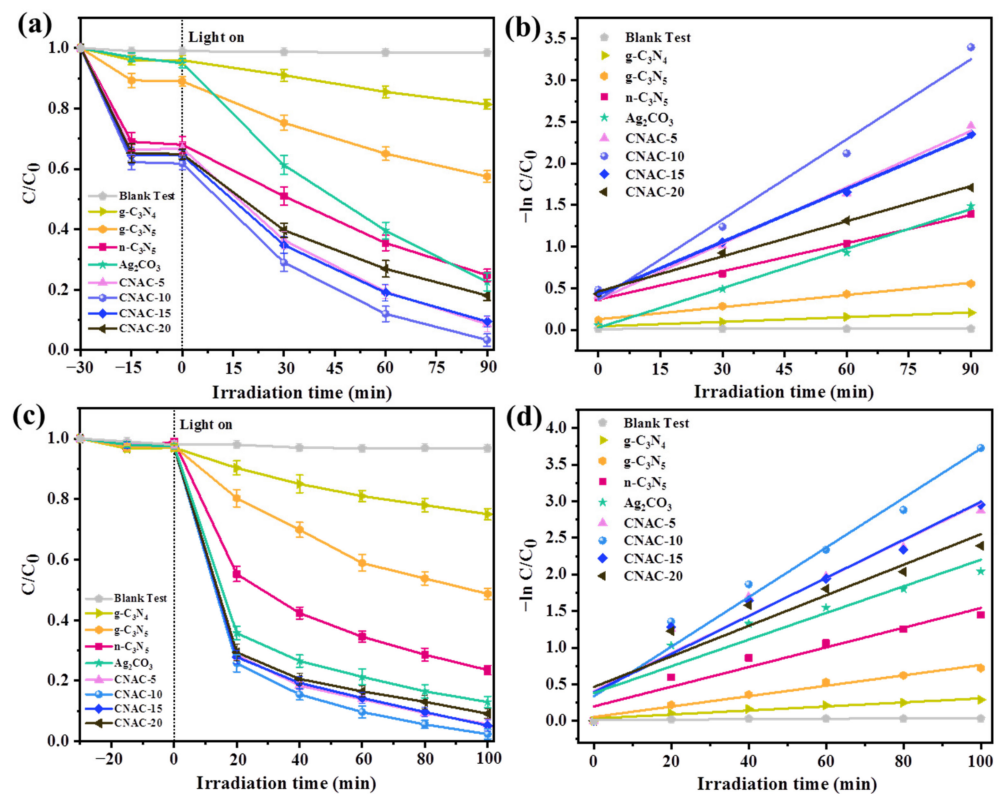 (a)
Light on
1.0
0.8
0.6
0.4
0.2
0.0
C/C₀
Blank Test
g-C₃N₄
g-C₃N₅
n-C₃N₅
Ag₂CO₃
CNAC-5
CNAC-10
CNAC-15
CNAC-20
−30 −15 0 15 30 45 60 75 90
Irradiation time (min)
(b)
Blank Test
g-C₃N₄
g-C₃N₅
n-C₃N₅
Ag₂CO₃
CNAC-5
CNAC-10
CNAC-15
CNAC-20
3.5
3.0
2.5
2.0
1.5
1.0
0.5
0.0
−ln C/C₀
0 15 30 45 60 75 90
Irradiation time (min)
(c)
Light on
1.0
0.8
0.6
0.4
0.2
0.0
C/C₀
Blank Test
g-C₃N₄
g-C₃N₅
n-C₃N₅
Ag₂CO₃
CNAC-5
CNAC-10
CNAC-15
CNAC-20
−20 0 20 40 60 80 100
Irradiation time (min)
(d)
Blank Test
g-C₃N₄
g-C₃N₅
n-C₃N₅
Ag₂CO₃
CNAC-5
CNAC-10
CNAC-15
CNAC-20
4.0
3.5
3.0
2.5
2.0
1.5
1.0
0.5
0.0
−ln C/C₀
0 20 40 60 80 100
Irradiation time (min)